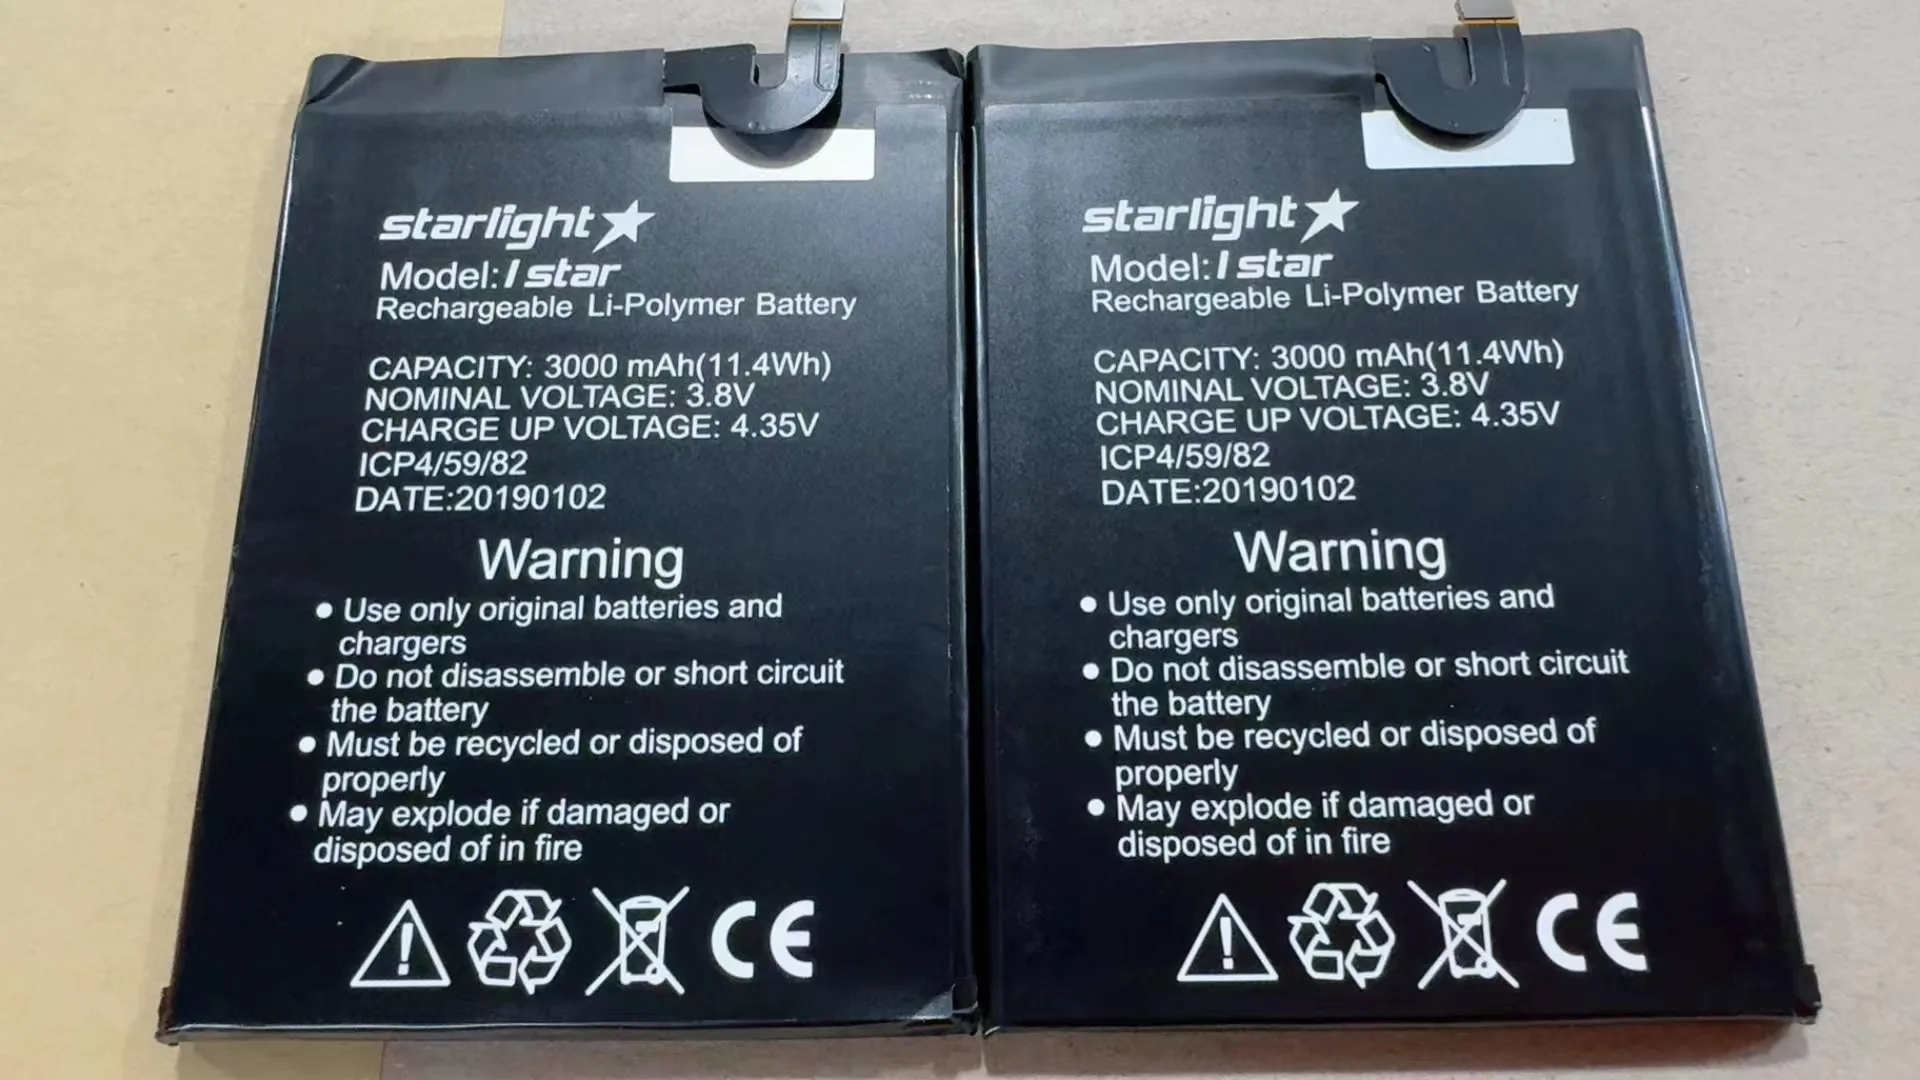 starlight
Model: I star
Rechargeable Li-Polymer Battery
CAPACITY: 3000 mAh(11.4Wh)
NOMINAL VOLTAGE: 3.8V
CHARGE UP VOLTAGE: 4.35V
ICP4/59/82
DATE:20190102
Warning
● Use only original batteries and
chargers
● Do not disassemble or short circuit
the battery
● Must be recycled or disposed of
properly
● May explode if damaged or
disposed of in fire
CE
starlight
Model: I star
Rechargeable Li-Polymer Battery
CAPACITY: 3000 mAh(11.4Wh)
NOMINAL VOLTAGE: 3.8V
CHARGE UP VOLTAGE: 4.35V
ICP4/59/82
DATE:20190102
Warning
● Use only original batteries and
chargers
● Do not disassemble or short circuit
the battery
● Must be recycled or disposed of
properly
● May explode if damaged or
disposed of in fire
CE